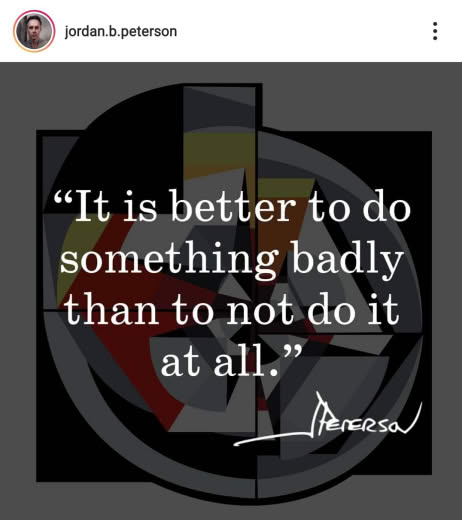 jordan.b.peterson
“It is better to do
something badly
than to not do it
at all.”
JPETERSON